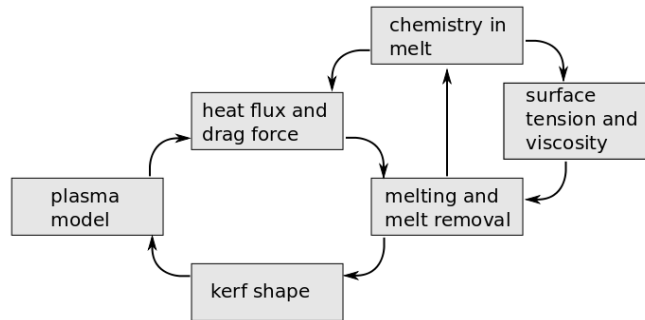 chemistry in
melt
heat flux and
drag force
surface
tension and
viscosity
plasma
model
melting and
melt removal
kerf shape